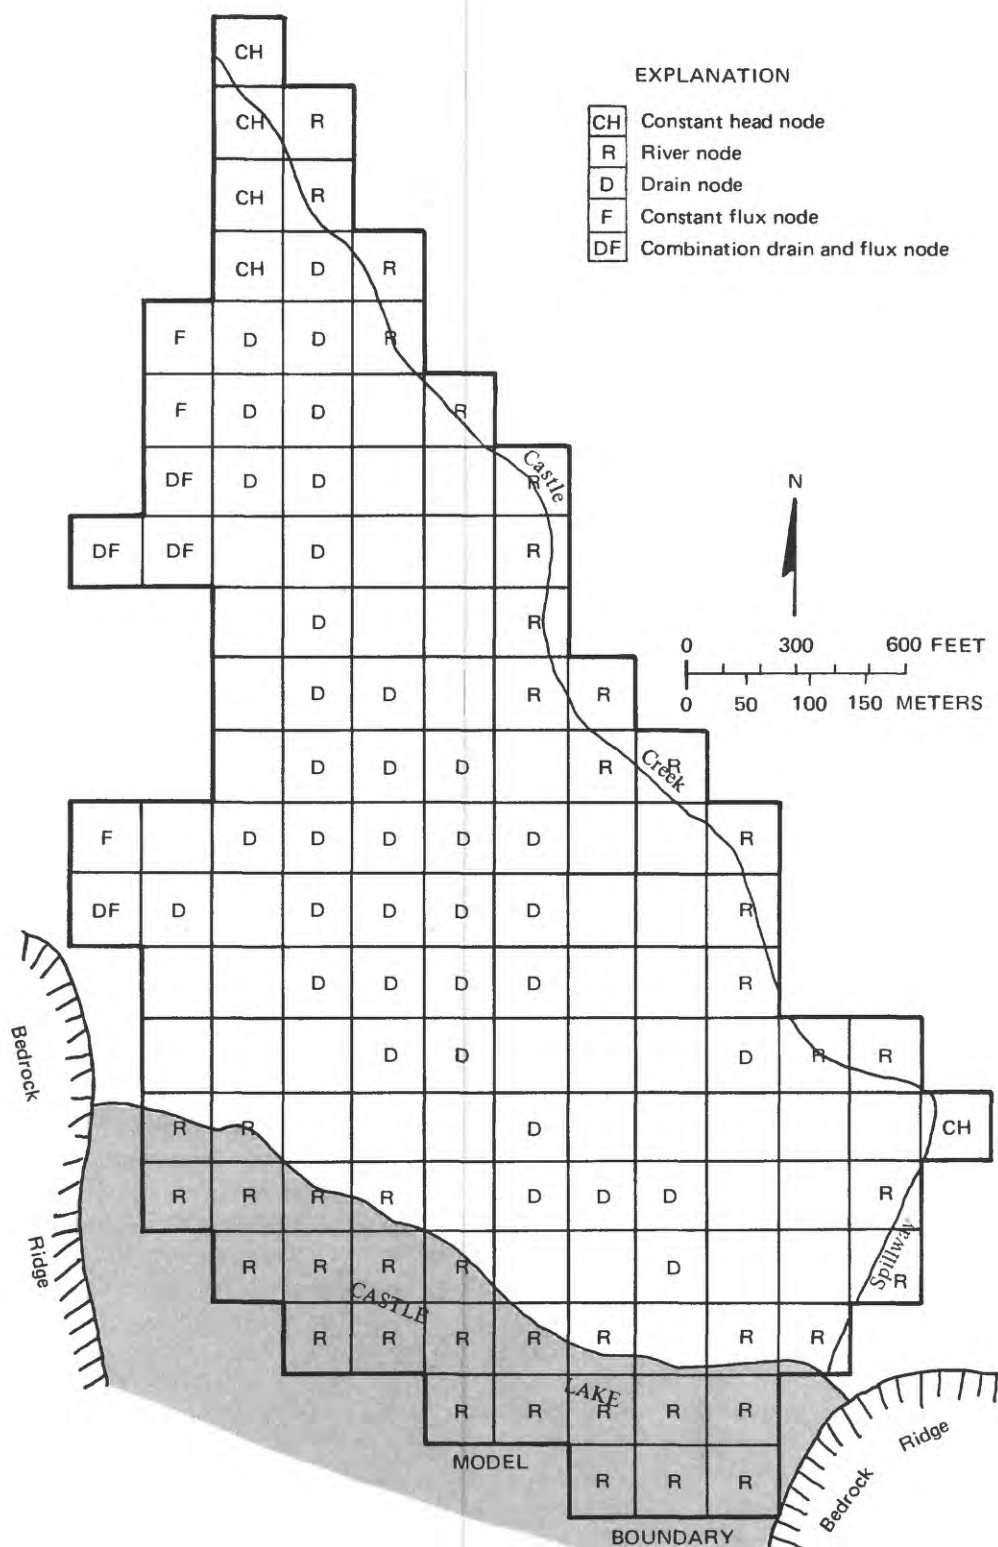 CH
EXPLANATION
CH R
CH Constant head node
R River node
CH R
D Drain node
F Constant flux node
DF Combination drain and flux node
CH D R
F D D R
F D D R
DF D D R
Castle
N
DF DF D R
D R
0 300 600 FEET
D D R R
0 50 100 150 METERS
D D D R R
Creek
F D D D D D R
DF D D D D D R
D D D D R
Bedrock
D D D R R
R R D CH
R R R R D D D R
Ridge
R R R R D R
Spillway
CASTLE
R R R R R R R
LAKE
R R R R R
Ridge
MODEL
R R R
Bedrock
BOUNDARY